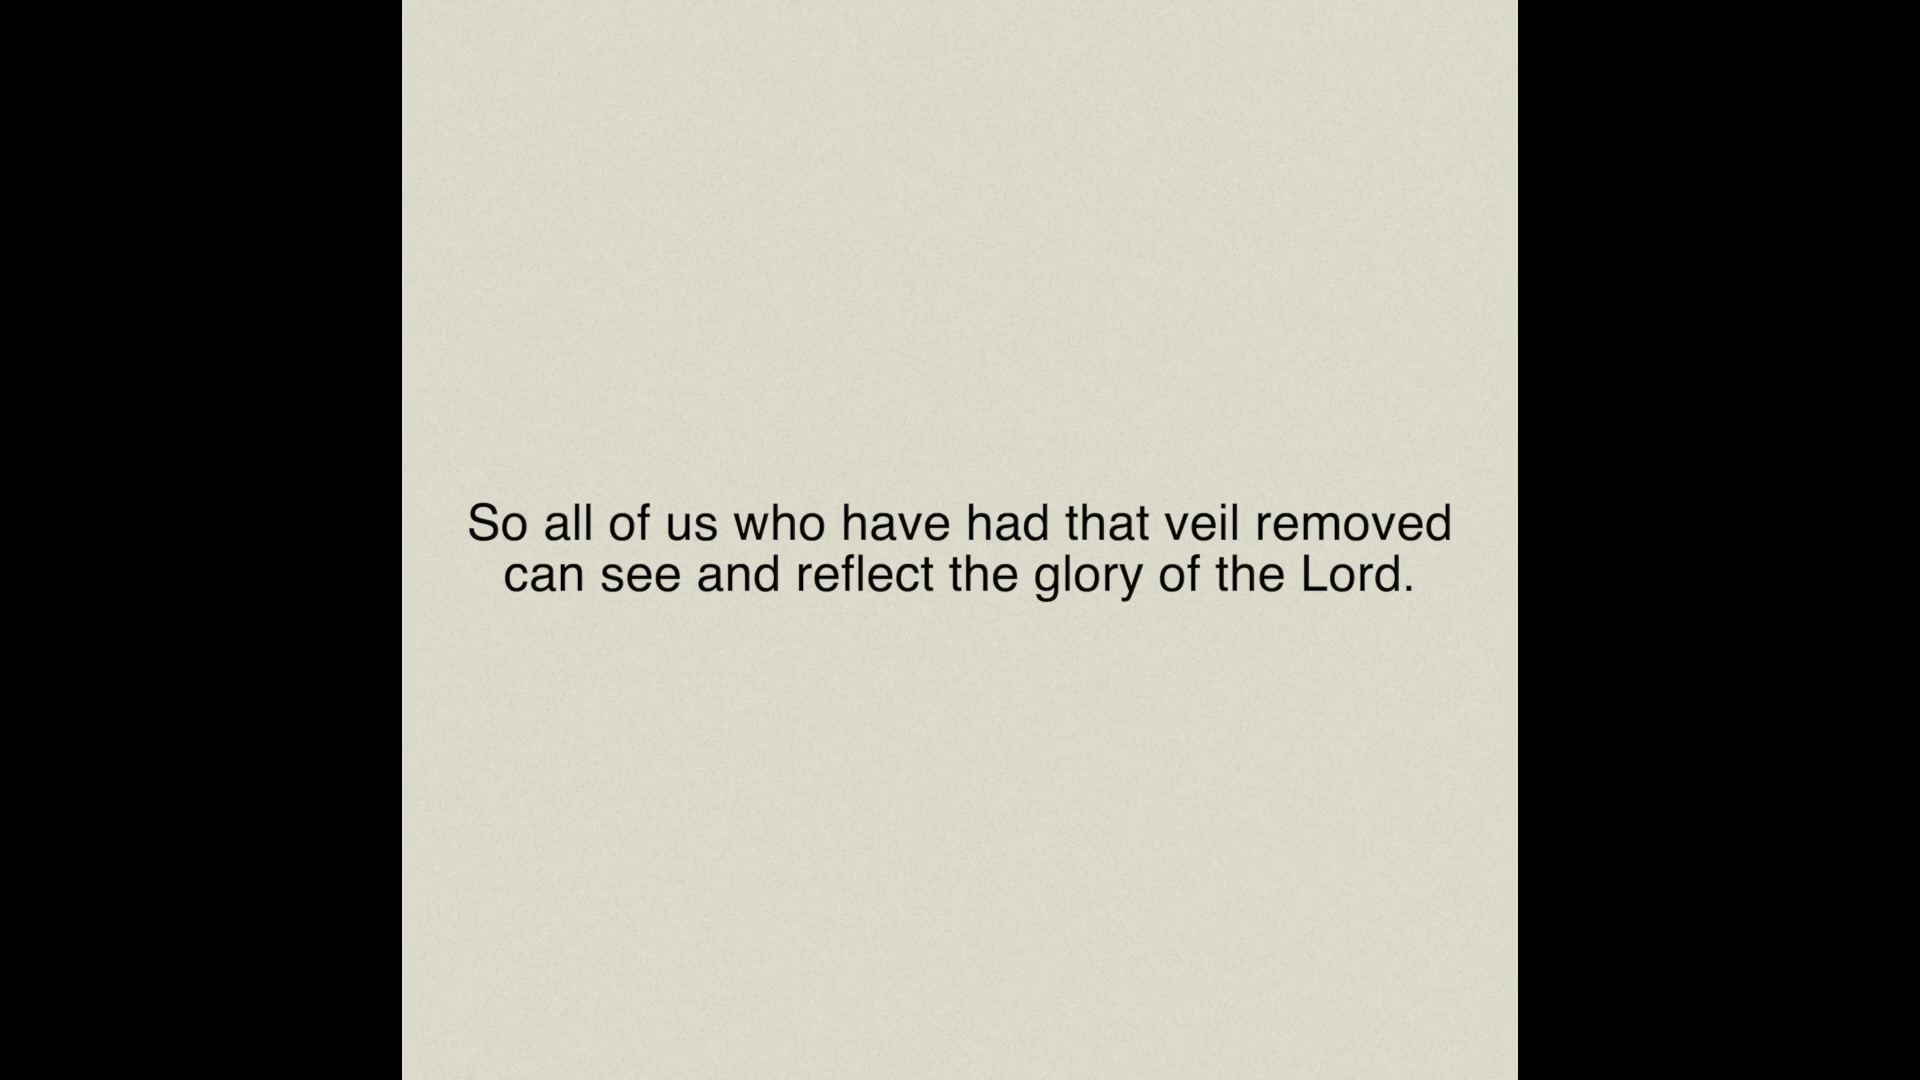 So all of us who have had that veil removed
can see and reflect the glory of the Lord.